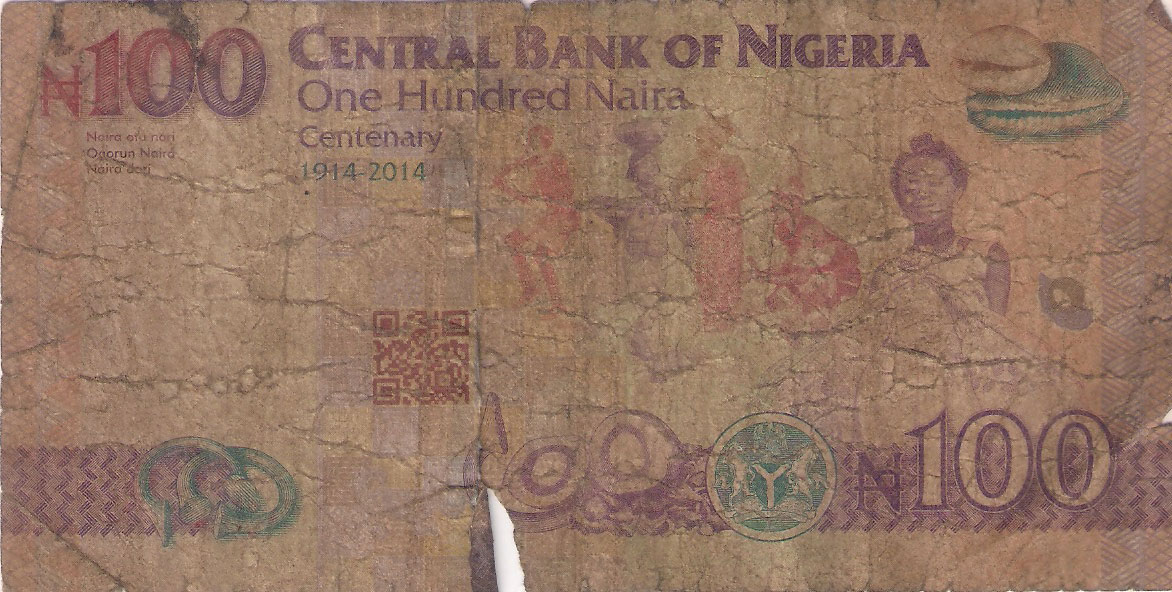 ₦100
CENTRAL BANK OF NIGERIA
One Hundred Naira
Centenary
1914-2014
Naira ofu nari
Ogorun Naira
Naira dari
₦100